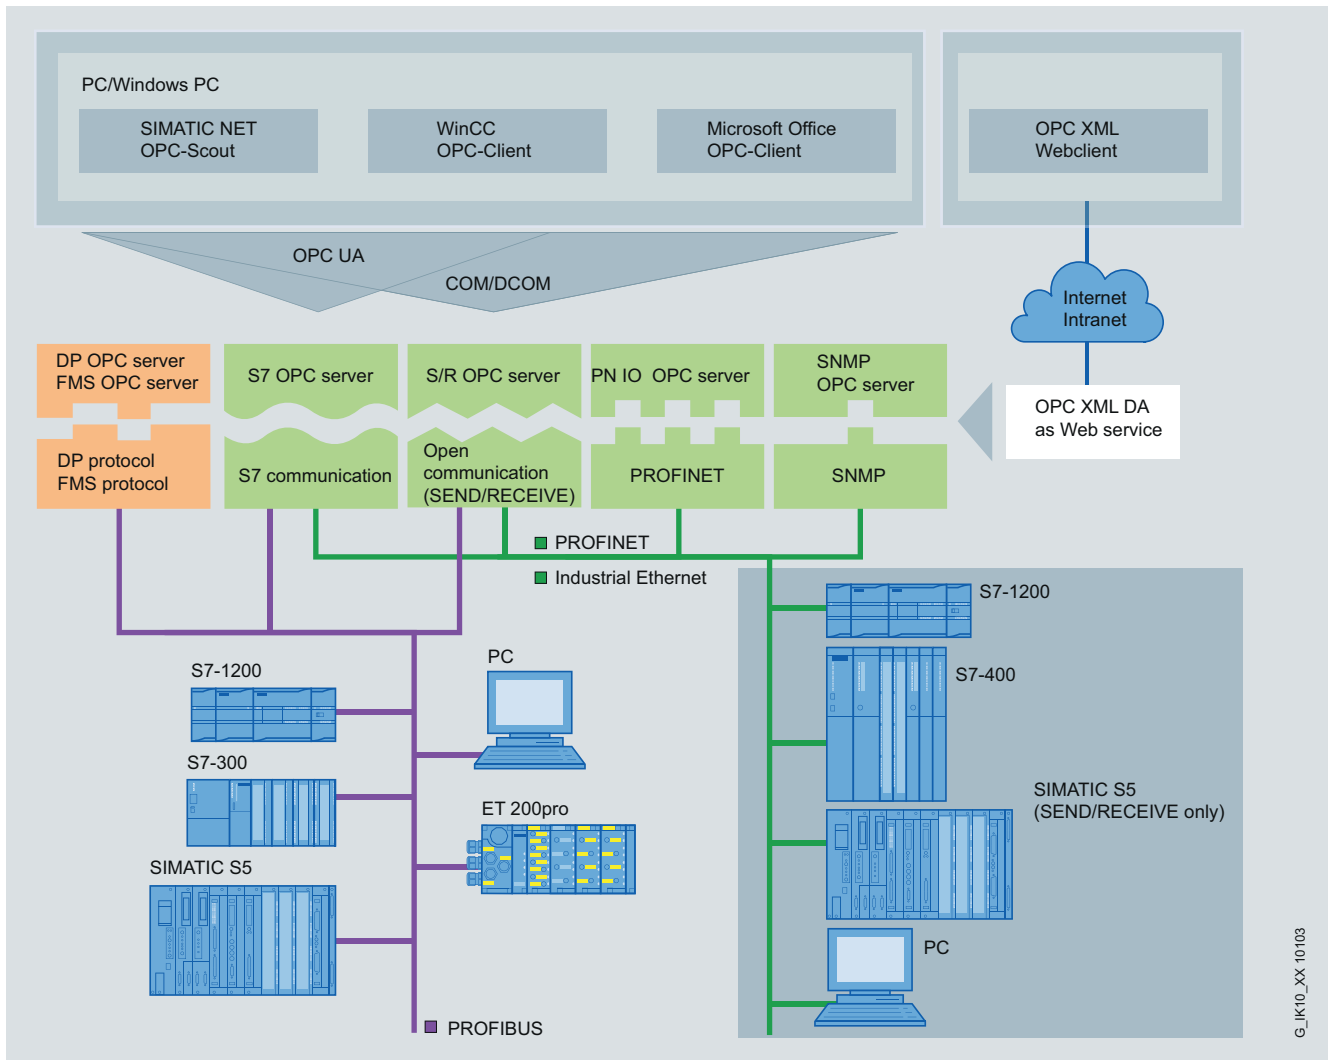 PC/Windows PC
SIMATIC NET
OPC-Scout
WinCC
OPC-Client
Microsoft Office
OPC-Client
OPC XML
Webclient
OPC UA
COM/DCOM
Internet
Intranet
DP OPC server
FMS OPC server
S7 OPC server
S/R OPC server
PN IO OPC server
SNMP
OPC server
OPC XML DA
as Web service
DP protocol
FMS protocol
S7 communication
Open
communication
(SEND/RECEIVE)
PROFINET
SNMP
PROFINET
Industrial Ethernet
S7-1200
S7-400
SIMATIC S5
(SEND/RECEIVE only)
PC
S7-1200
PC
S7-300
ET 200pro
SIMATIC S5
PROFIBUS
G_IK10_XX 10103